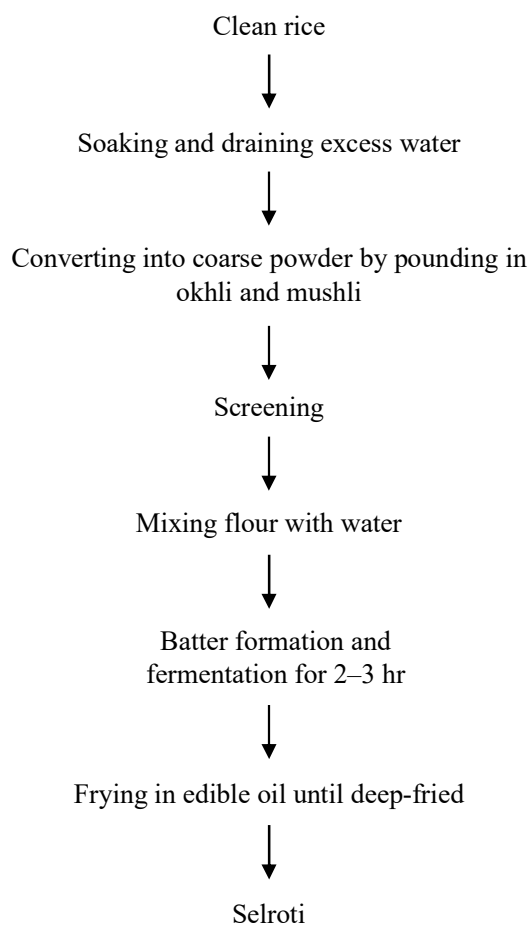 Clean rice
Soaking and draining excess water
Converting into coarse powder by pounding in
okhli and mushli
Screening
Mixing flour with water
Batter formation and
fermentation for 2–3 hr
Frying in edible oil until deep-fried
Selroti